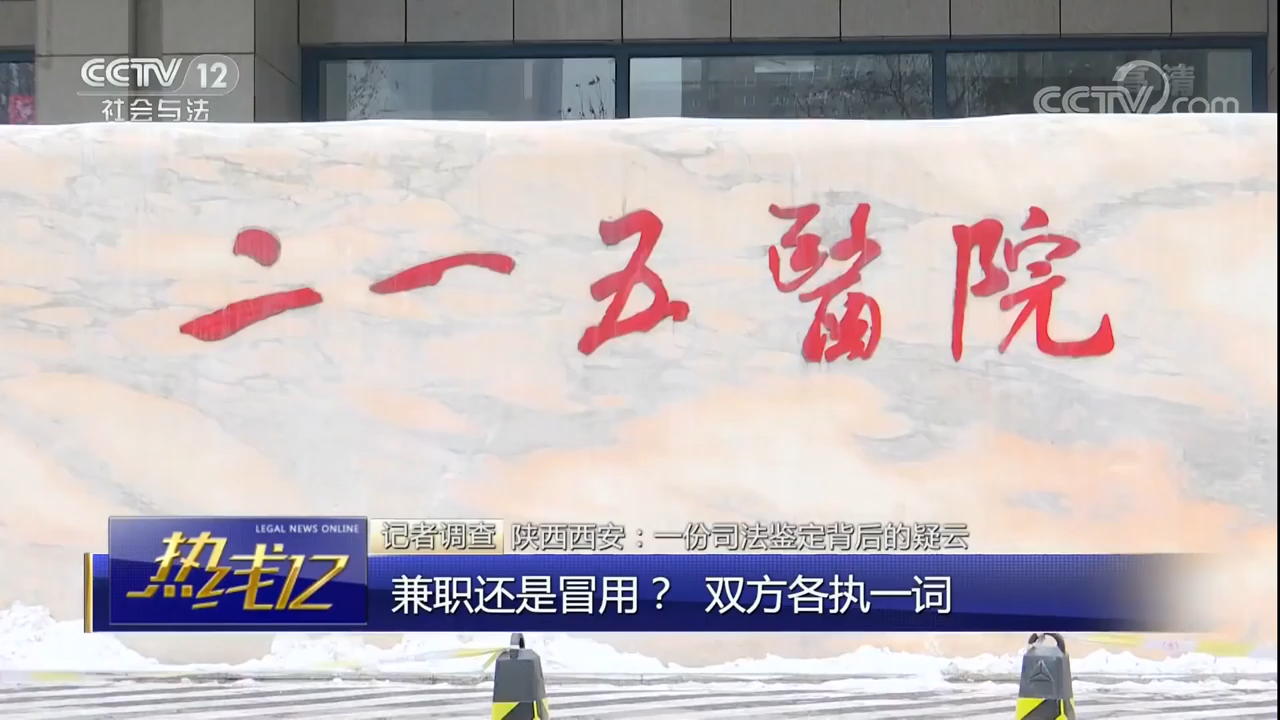 CCTV 12
社会与法
高清
CCTV.com
二一五醫院
LEGAL NEWS ONLINE
热线12
记者调查 陕西西安：一份司法鉴定背后的疑云
兼职还是冒用？ 双方各执一词